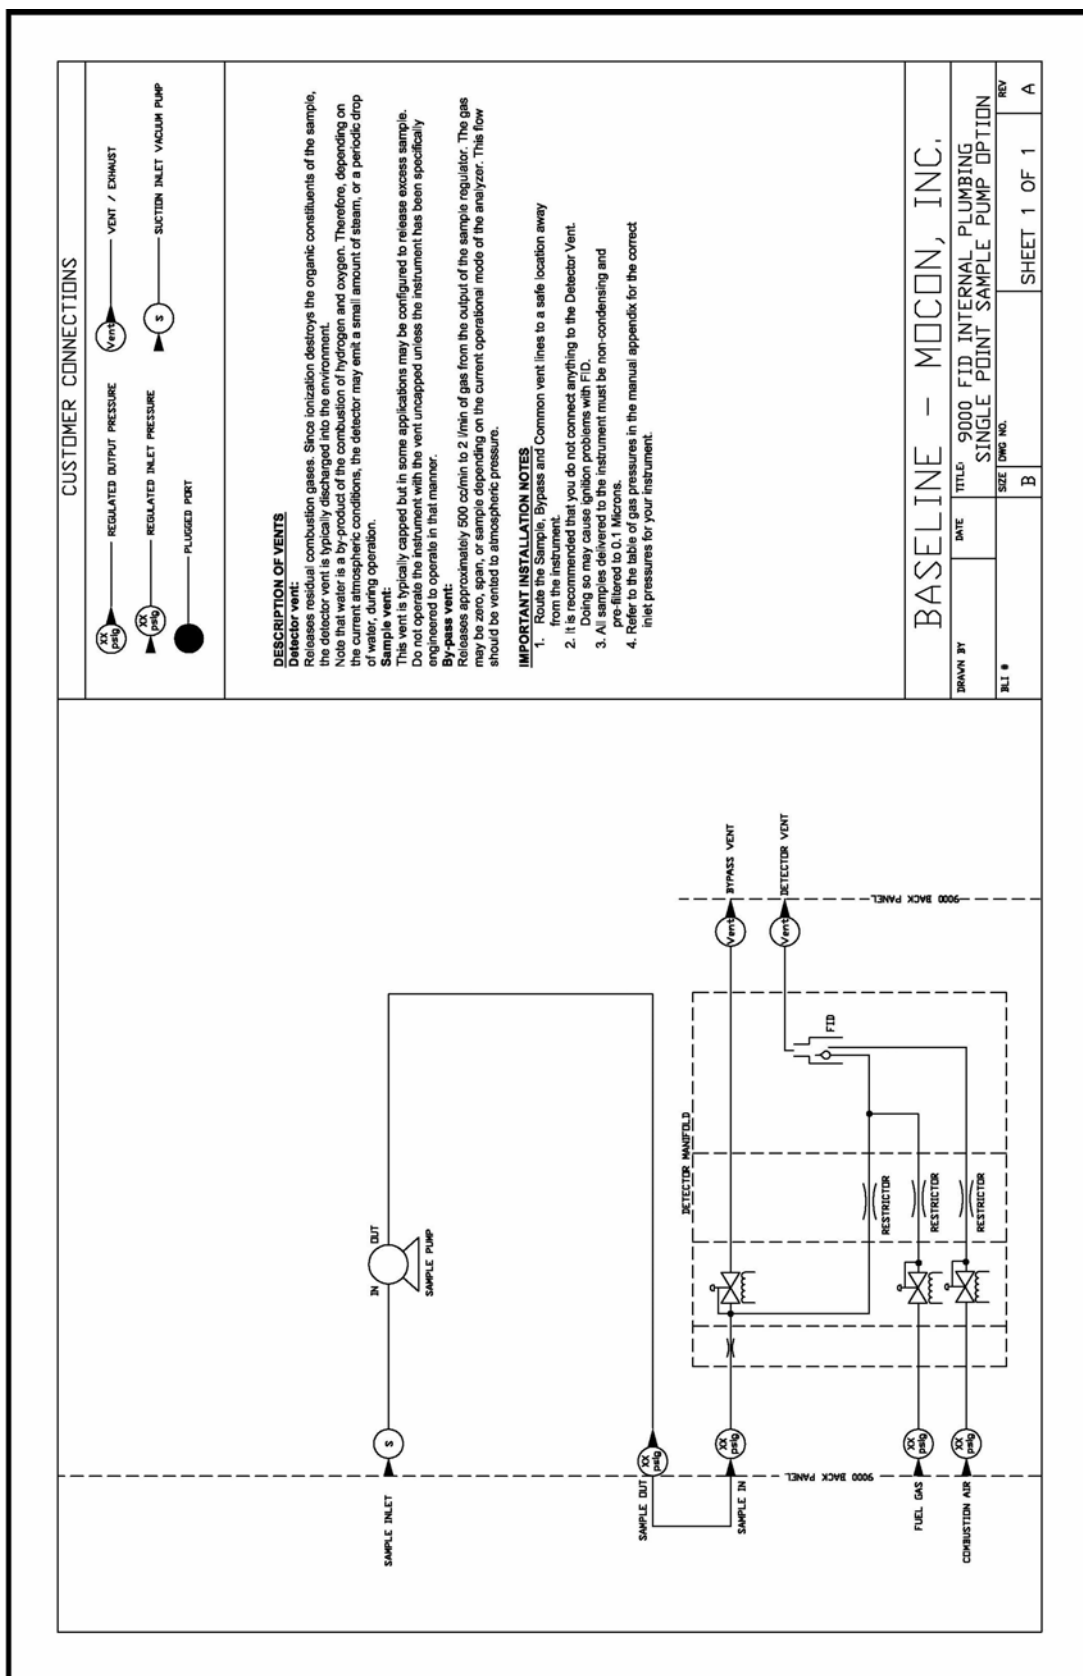 CUSTOMER CONNECTIONS
XX
psig
REGULATED OUTPUT PRESSURE
Vent
VENT / EXHAUST
XX
psig
REGULATED INLET PRESSURE
S
SUCTION INLET VACUUM PUMP
PLUGGED PORT
DESCRIPTION OF VENTS
Detector vent:
Releases residual combustion gases. Since ionization destroys the organic constituents of the sample,
the detector vent is typically discharged into the environment.
Note that water is a by-product of the combustion of hydrogen and oxygen. Therefore, depending on
the current atmospheric conditions, the detector may emit a small amount of steam, or a periodic drop
of water, during operation.
Sample vent:
This vent is typically capped but in some applications may be configured to release excess sample.
Do not operate the instrument with the vent uncapped unless the instrument has been specifically
engineered to operate in that manner.
By-pass vent:
Releases approximately 500 cc/min to 2 l/min of gas from the output of the sample regulator. The gas
may be zero, span, or sample depending on the current operational mode of the analyzer. This flow
should be vented to atmospheric pressure.
IMPORTANT INSTALLATION NOTES
1. Route the Sample, Bypass and Common vent lines to a safe location away
from the instrument.
2. It is recommended that you do not connect anything to the Detector Vent.
Doing so may cause ignition problems with FID.
3. All samples delivered to the instrument must be non-condensing and
pre-filtered to 0.1 Microns.
4. Refer to the table of gas pressures in the manual appendix for the correct
inlet pressures for your instrument.
BASELINE - MOCON, INC.
DRAWN BY
DATE
TITLE:
9000 FID INTERNAL PLUMBING
SINGLE POINT SAMPLE PUMP OPTION
BLI #
SIZE
B
DWG NO.
SHEET 1 OF 1
REV
A
SAMPLE INLET
S
IN
OUT
SAMPLE PUMP
SAMPLE OUT
XX
psig
SAMPLE IN
XX
psig
9000 BACK PANEL
FUEL GAS
XX
psig
COMBUSTION AIR
XX
psig
DETECTOR MANIFOLD
RESTRICTOR
RESTRICTOR
RESTRICTOR
FID
Vent
BYPASS VENT
Vent
DETECTOR VENT
9000 BACK PANEL